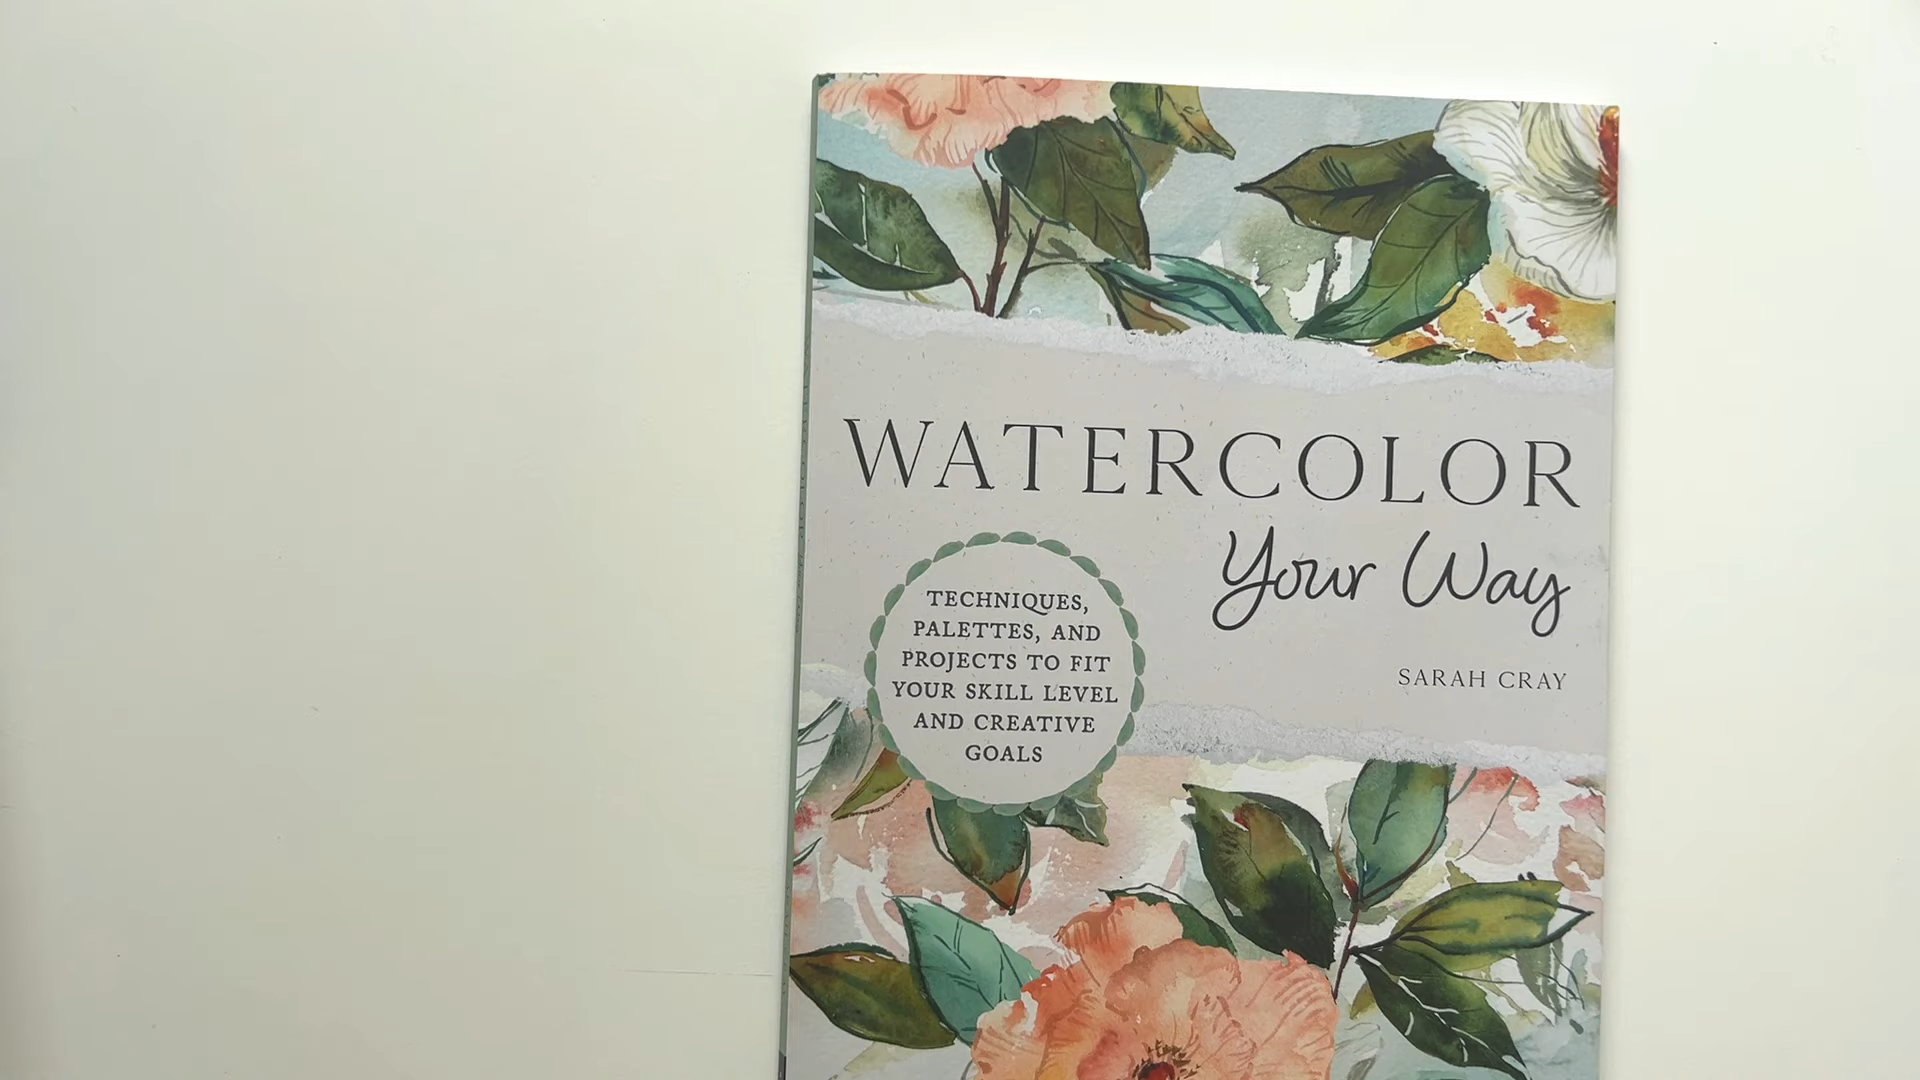 WATERCOLOR
Your Way
SARAH CRAY
TECHNIQUES,
PALETTES, AND
PROJECTS TO FIT
YOUR SKILL LEVEL
AND CREATIVE
GOALS